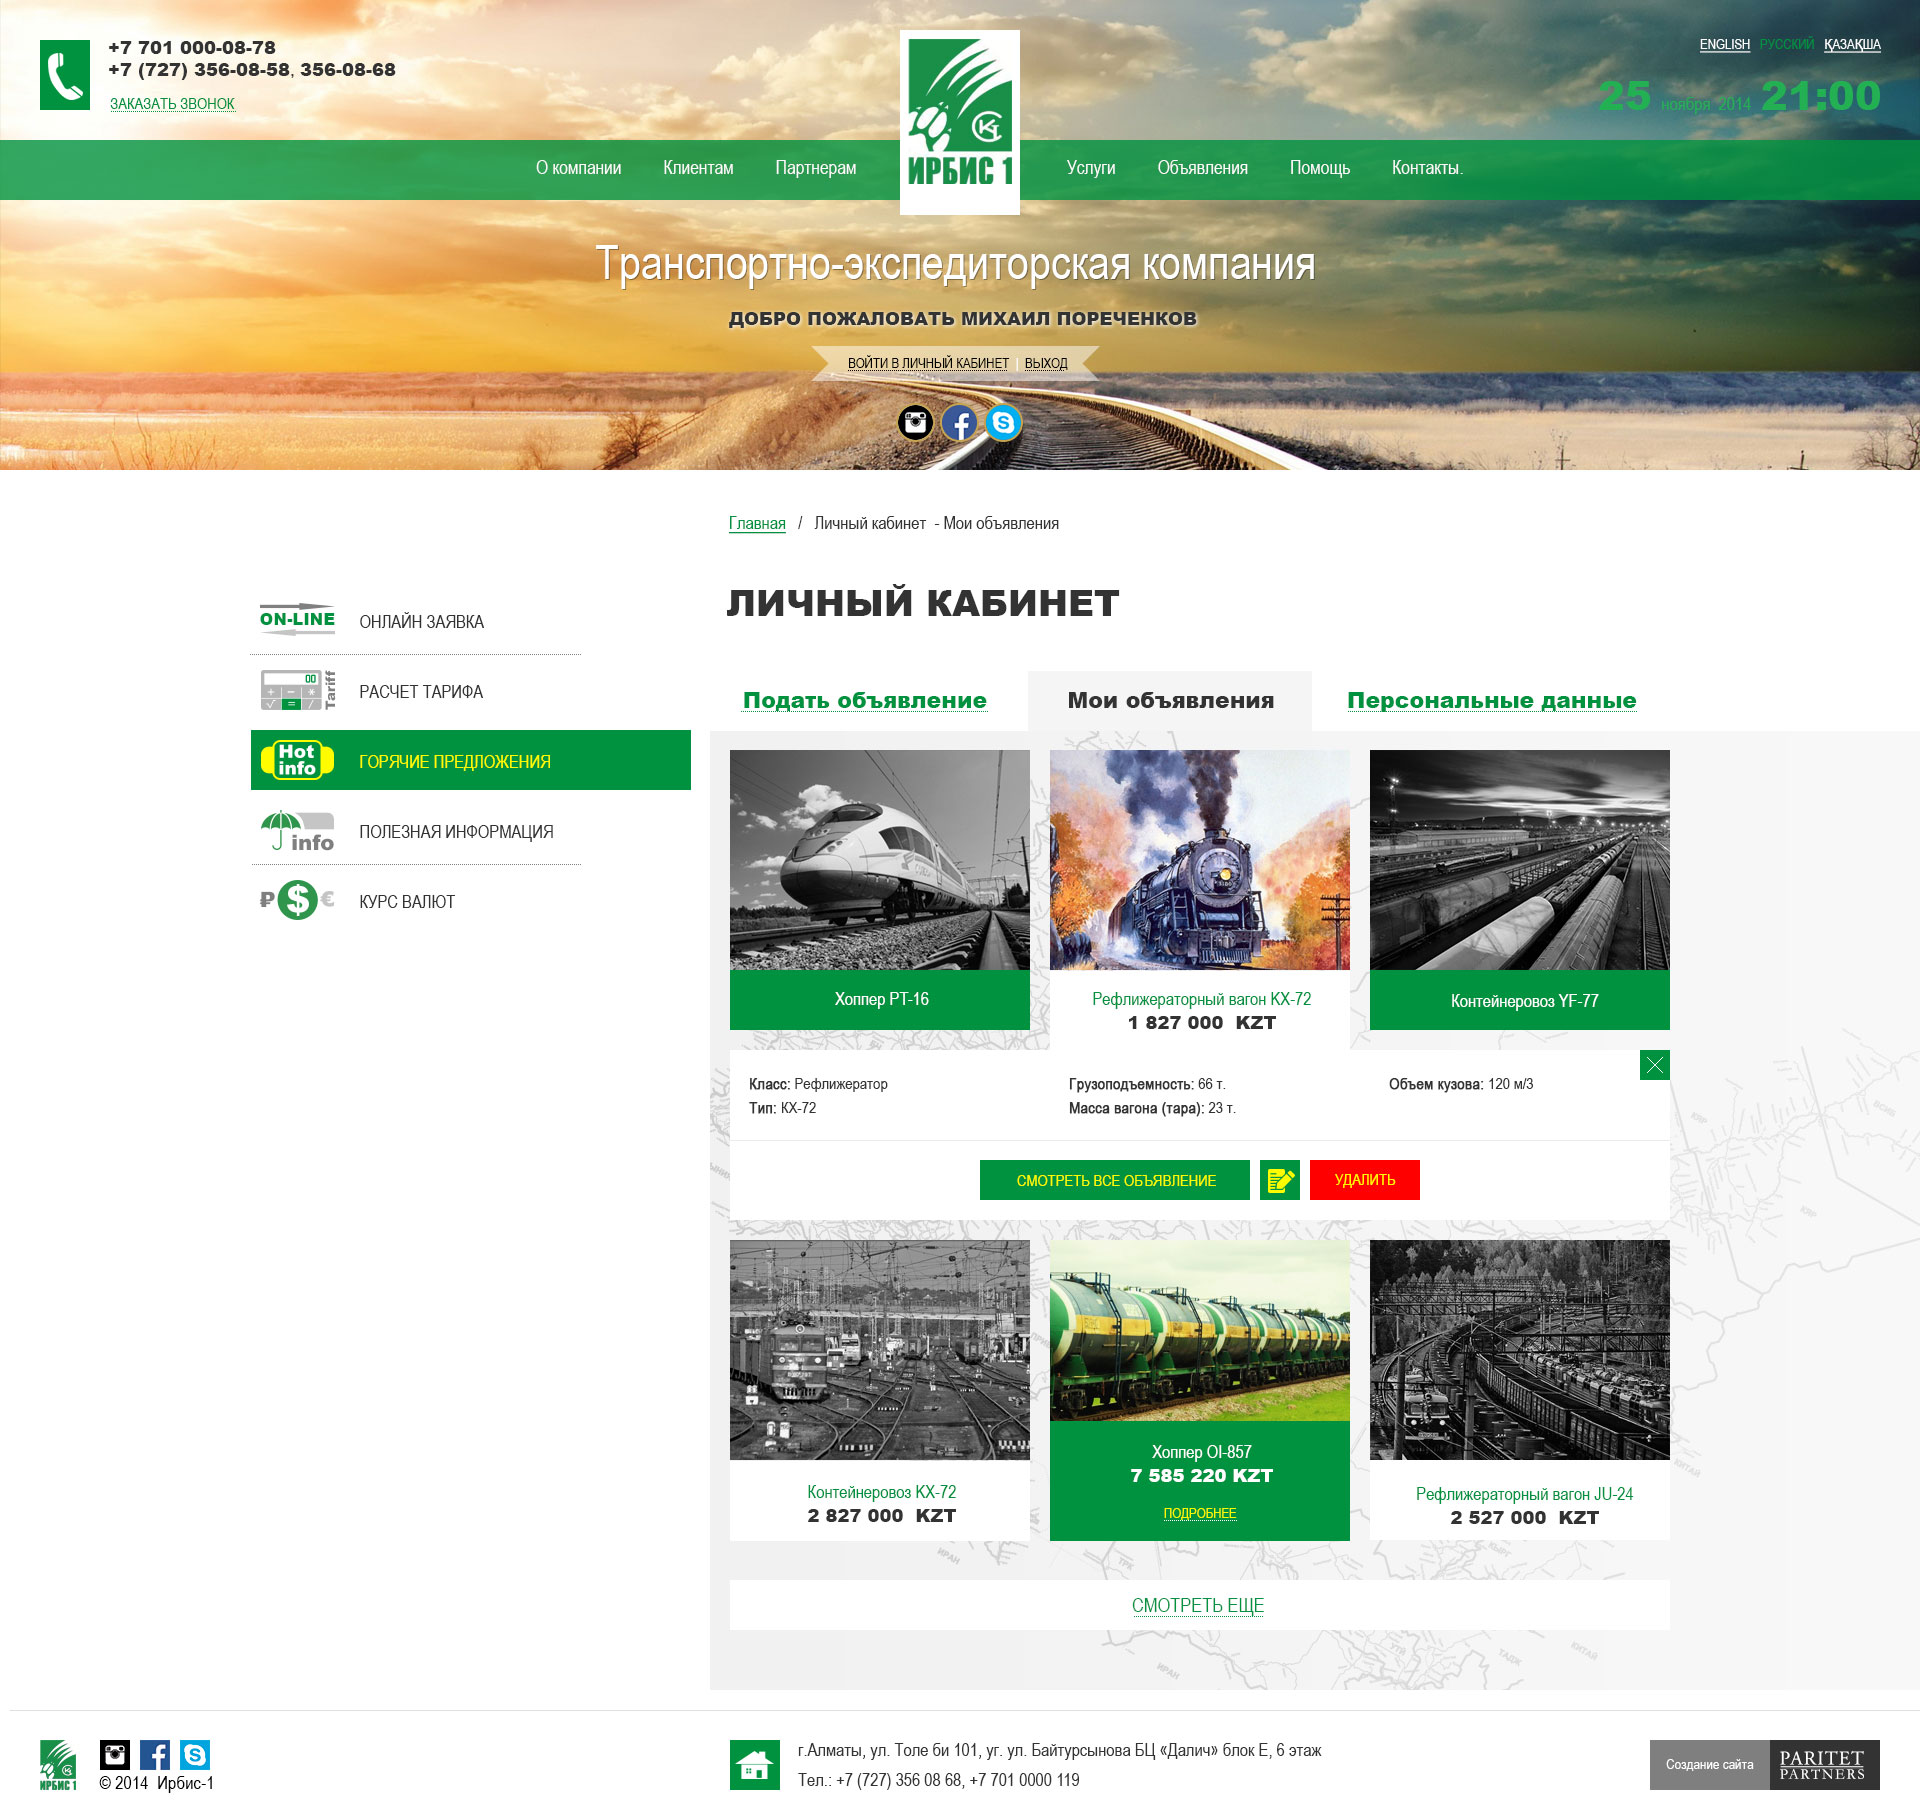 +7 701 000-08-78
+7 (727) 356-08-58, 356-08-68
ЗАКАЗАТЬ ЗВОНОК
ENGLISH РУССКИЙ ҚАЗАҚША
25 ноября 2014 21:00
О компании Клиентам Партнерам
ИРБИС 1
Услуги Объявления Помощь Контакты.
Транспортно-экспедиторская компания
ДОБРО ПОЖАЛОВАТЬ МИХАИЛ ПОРЕЧЕНКОВ
ВОЙТИ В ЛИЧНЫЙ КАБИНЕТ | ВЫХОД
Главная / Личный кабинет - Мои объявления
ON-LINE ОНЛАЙН ЗАЯВКА
Tariff РАСЧЕТ ТАРИФА
Hot info ГОРЯЧИЕ ПРЕДЛОЖЕНИЯ
info ПОЛЕЗНАЯ ИНФОРМАЦИЯ
₽ $ € КУРС ВАЛЮТ
ЛИЧНЫЙ КАБИНЕТ
Подать объявление Мои объявления Персональные данные
Хоппер РТ-16
Рефлижераторный вагон KX-72
1 827 000 KZT
Контейнеровоз YF-77
Класс: Рефлижератор
Тип: KX-72
Грузоподъемность: 66 т.
Масса вагона (тара): 23 т.
Объем кузова: 120 м/3
СМОТРЕТЬ ВСЕ ОБЪЯВЛЕНИЕ УДАЛИТЬ
Контейнеровоз KX-72
2 827 000 KZT
Хоппер OI-857
7 585 220 KZT
ПОДРОБНЕЕ
Рефлижераторный вагон JU-24
2 527 000 KZT
СМОТРЕТЬ ЕЩЕ
ИРБИС 1
© 2014 Ирбис-1
г.Алматы, ул. Толе би 101, уг. ул. Байтурсынова БЦ «Далич» блок Е, 6 этаж
Тел.: +7 (727) 356 08 68, +7 701 0000 119
Создание сайта
PARITET
PARTNERS